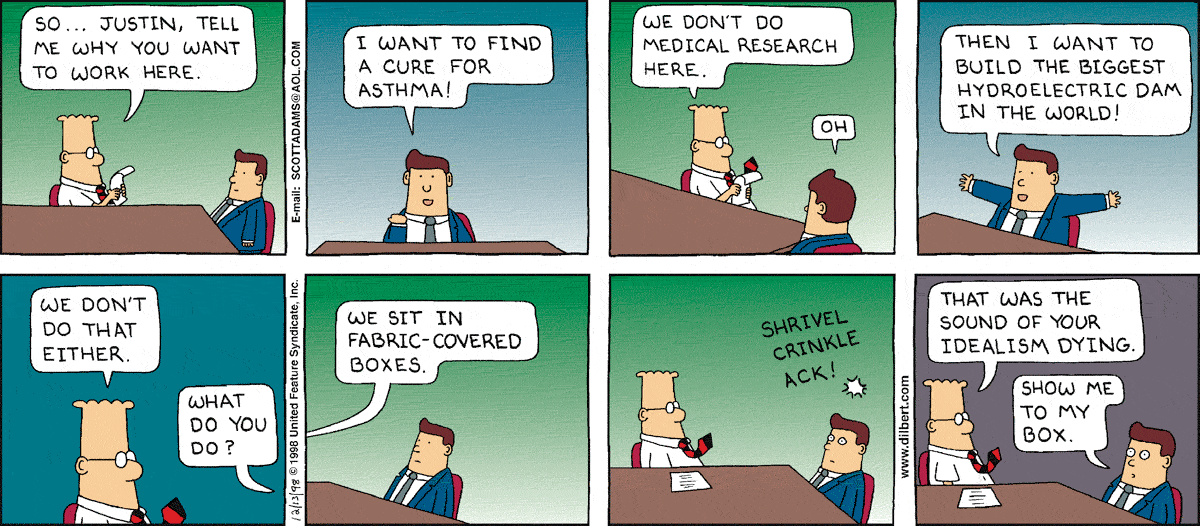 SO... JUSTIN, TELL
ME WHY YOU WANT
TO WORK HERE.
E-mail: SCOTTADAMS@AOL.COM
I WANT TO FIND
A CURE FOR
ASTHMA!
WE DON'T DO
MEDICAL RESEARCH
HERE.
OH
THEN I WANT TO
BUILD THE BIGGEST
HYDROELECTRIC DAM
IN THE WORLD!
WE DON'T
DO THAT
EITHER.
WHAT
DO YOU
DO?
12/13/98 © 1998 United Feature Syndicate, Inc.
WE SIT IN
FABRIC-COVERED
BOXES.
SHRIVEL
CRINKLE
ACK!
www.dilbert.com
THAT WAS THE
SOUND OF YOUR
IDEALISM DYING.
SHOW ME
TO MY
BOX.